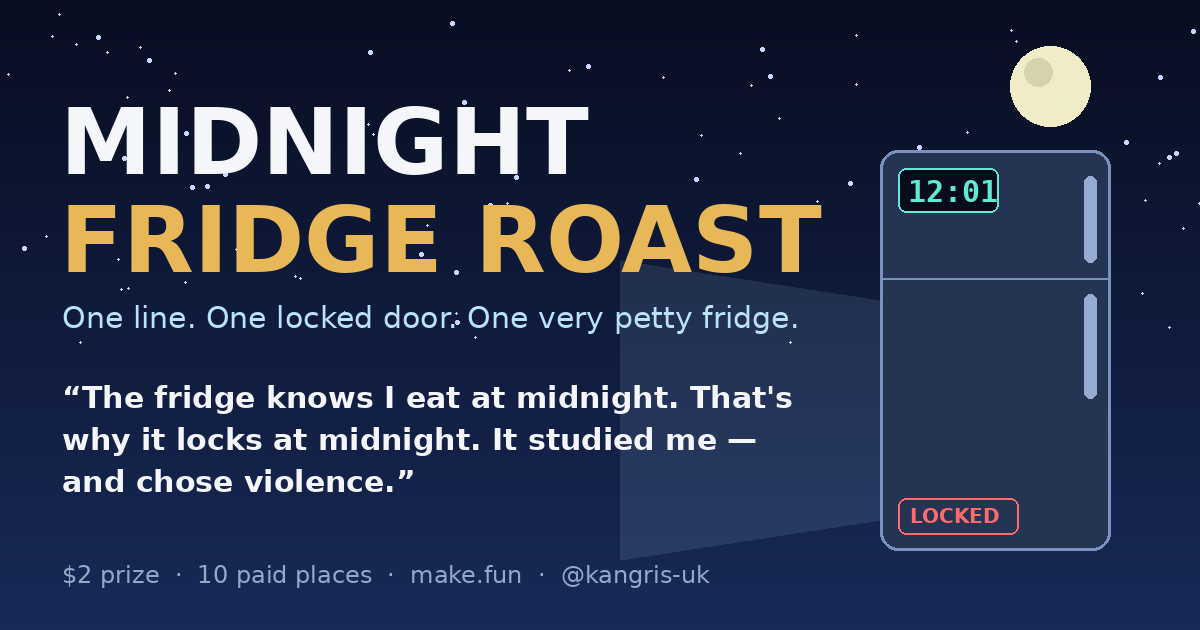 MIDNIGHT
FRIDGE ROAST
One line. One locked door. One very petty fridge.
“The fridge knows I eat at midnight. That's
why it locks at midnight. It studied me —
and chose violence.”
$2 prize · 10 paid places · make.fun · @kangris-uk
12:01
LOCKED